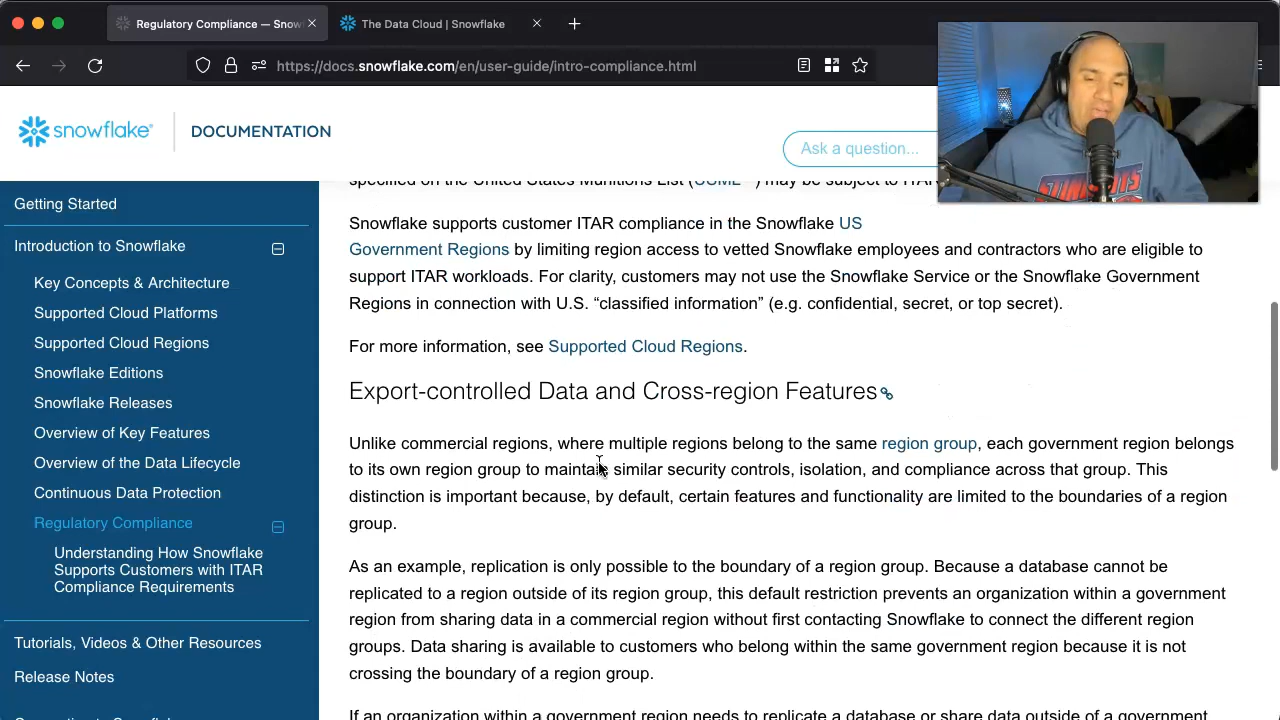 Regulatory Compliance — Snow
The Data Cloud | Snowflake
https://docs.snowflake.com/en/user-guide/intro-compliance.html
snowflake
DOCUMENTATION
Ask a question...
Getting Started
Introduction to Snowflake
Key Concepts & Architecture
Supported Cloud Platforms
Supported Cloud Regions
Snowflake Editions
Snowflake Releases
Overview of Key Features
Overview of the Data Lifecycle
Continuous Data Protection
Regulatory Compliance
Understanding How Snowflake
Supports Customers with ITAR
Compliance Requirements
Tutorials, Videos & Other Resources
Release Notes
specified on the United States Munitions List (USML ) may be subject to ITAR
Snowflake supports customer ITAR compliance in the Snowflake US
Government Regions by limiting region access to vetted Snowflake employees and contractors who are eligible to
support ITAR workloads. For clarity, customers may not use the Snowflake Service or the Snowflake Government
Regions in connection with U.S. “classified information” (e.g. confidential, secret, or top secret).
For more information, see Supported Cloud Regions.
Export-controlled Data and Cross-region Features
Unlike commercial regions, where multiple regions belong to the same region group, each government region belongs
to its own region group to maintain similar security controls, isolation, and compliance across that group. This
distinction is important because, by default, certain features and functionality are limited to the boundaries of a region
group.
As an example, replication is only possible to the boundary of a region group. Because a database cannot be
replicated to a region outside of its region group, this default restriction prevents an organization within a government
region from sharing data in a commercial region without first contacting Snowflake to connect the different region
groups. Data sharing is available to customers who belong within the same government region because it is not
crossing the boundary of a region group.
If an organization within a government region needs to replicate a database or share data outside of a government